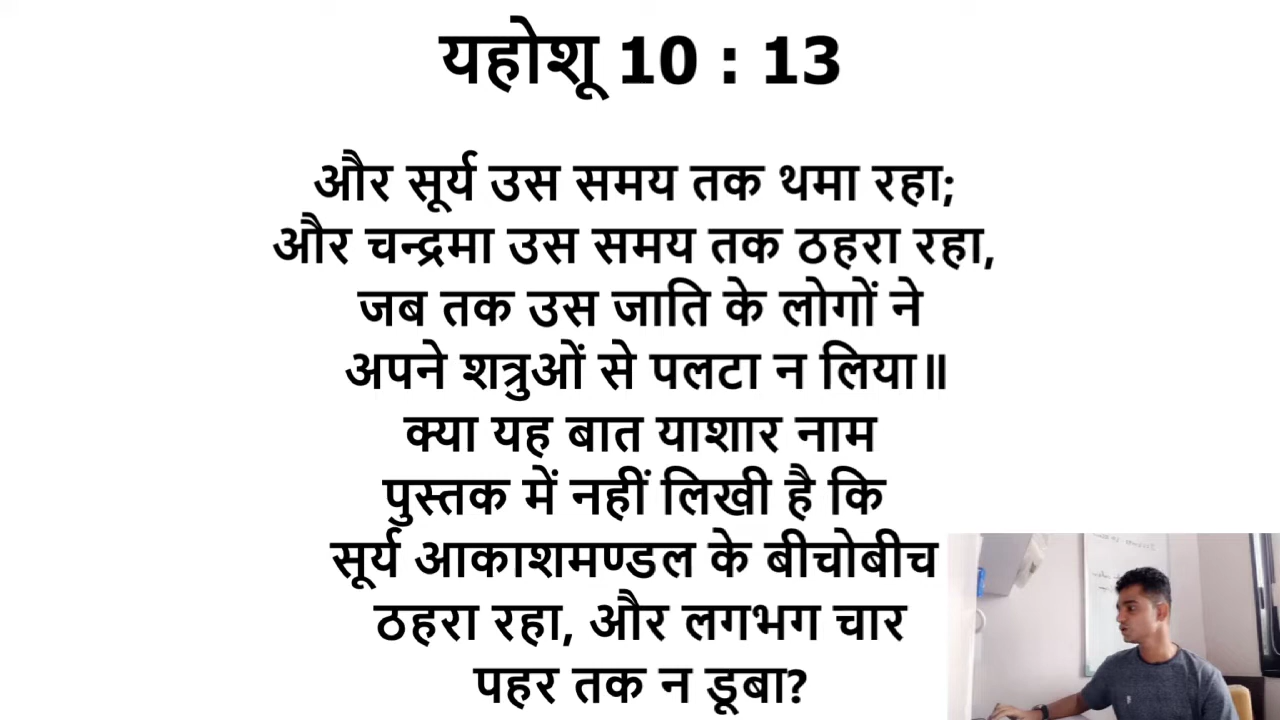 यहोशू 10 : 13
और सूर्य उस समय तक थमा रहा;
और चन्द्रमा उस समय तक ठहरा रहा,
जब तक उस जाति के लोगों ने
अपने शत्रुओं से पलटा न लिया॥
क्या यह बात याशार नाम
पुस्तक में नहीं लिखी है कि
सूर्य आकाशमण्डल के बीचोबीच
ठहरा रहा, और लगभग चार
पहर तक न डूबा?